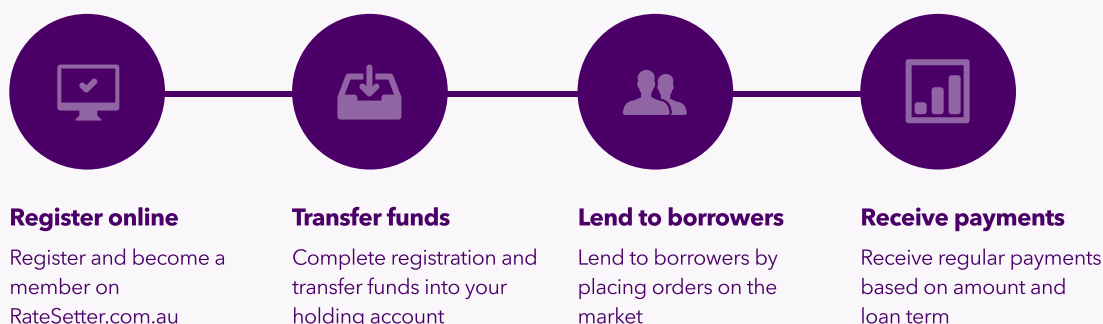 Register online
Register and become a
member on
RateSetter.com.au
Transfer funds
Complete registration and
transfer funds into your
holding account
Lend to borrowers
Lend to borrowers by
placing orders on the
market
Receive payments
Receive regular payments
based on amount and
loan term